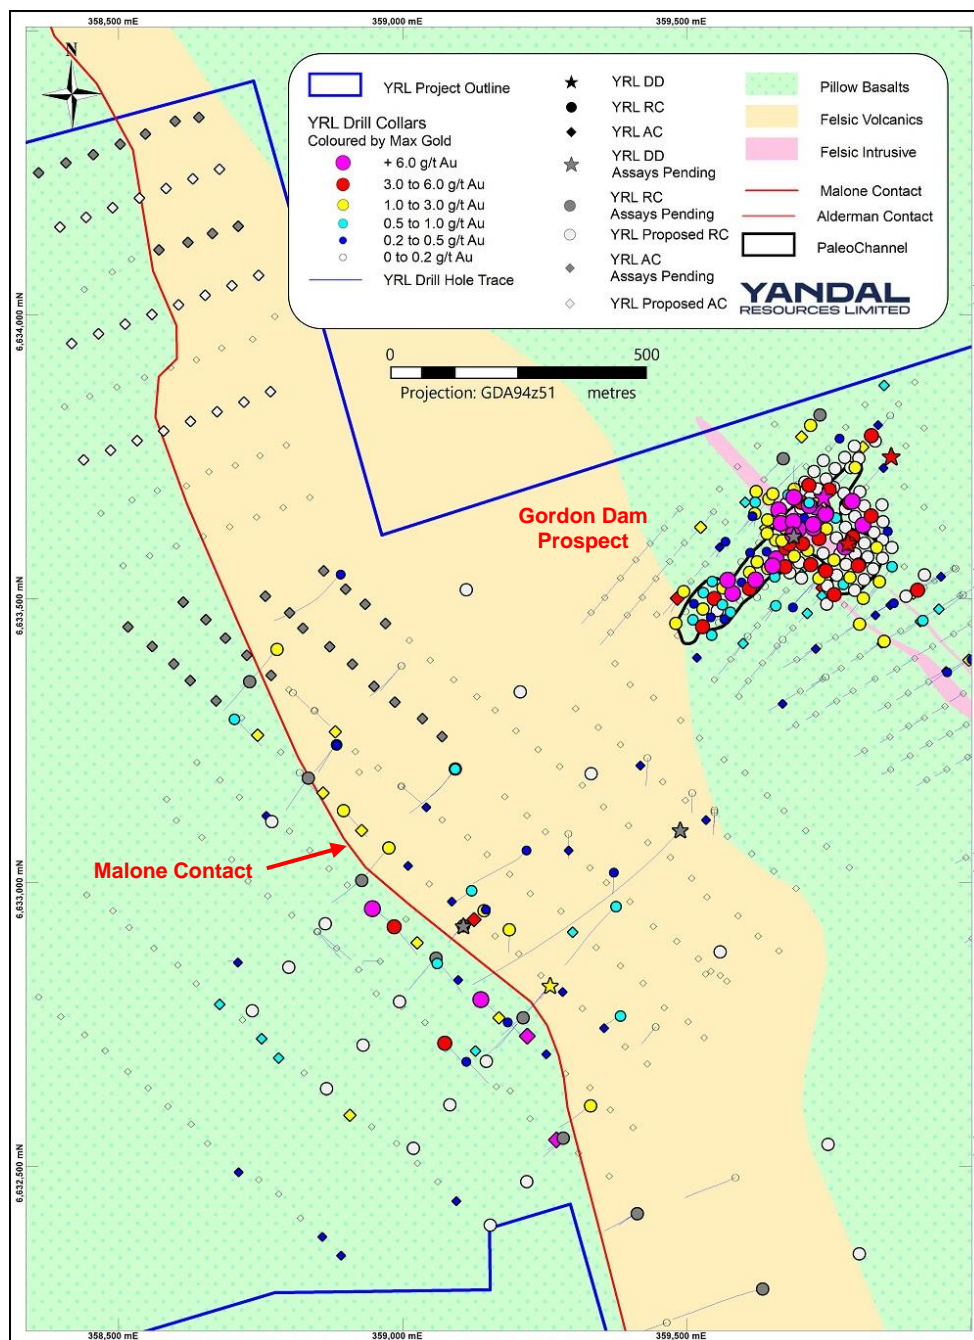 358,500 mE
359,000 mE
359,500 mE
N
YRL Project Outline
YRL Drill Collars
Coloured by Max Gold
+ 6.0 g/t Au
3.0 to 6.0 g/t Au
1.0 to 3.0 g/t Au
0.5 to 1.0 g/t Au
0.2 to 0.5 g/t Au
0 to 0.2 g/t Au
YRL Drill Hole Trace
YRL DD
YRL RC
YRL AC
YRL DD
Assays Pending
YRL RC
Assays Pending
YRL Proposed RC
YRL AC
Assays Pending
YRL Proposed AC
Pillow Basalts
Felsic Volcanics
Felsic Intrusive
Malone Contact
Alderman Contact
PaleoChannel
YANDAL
RESOURCES LIMITED
0
500
Projection: GDA94z51
metres
6,634,000 mN
Gordon Dam
Prospect
6,633,500 mN
Malone Contact
6,633,000 mN
6,632,500 mN
358,500 mE
359,000 mE
359,500 mE